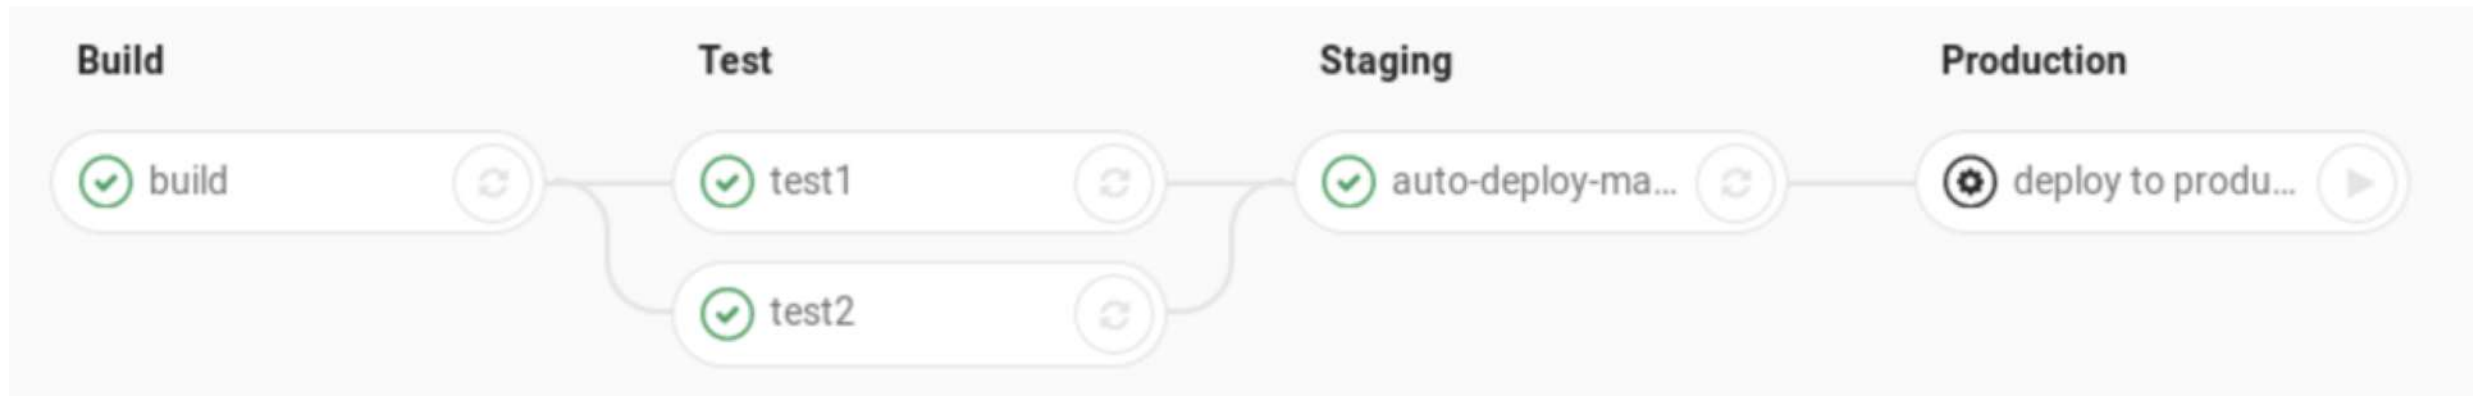 Build
Test
Staging
Production
build
test1
auto-deploy-ma...
deploy to produ...
test2